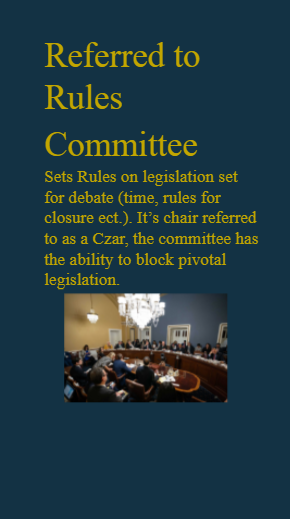 Referred to
Rules
Committee
Sets Rules on legislation set
for debate (time, rules for
closure ect.). It’s chair referred
to as a Czar, the committee has
the ability to block pivotal
legislation.